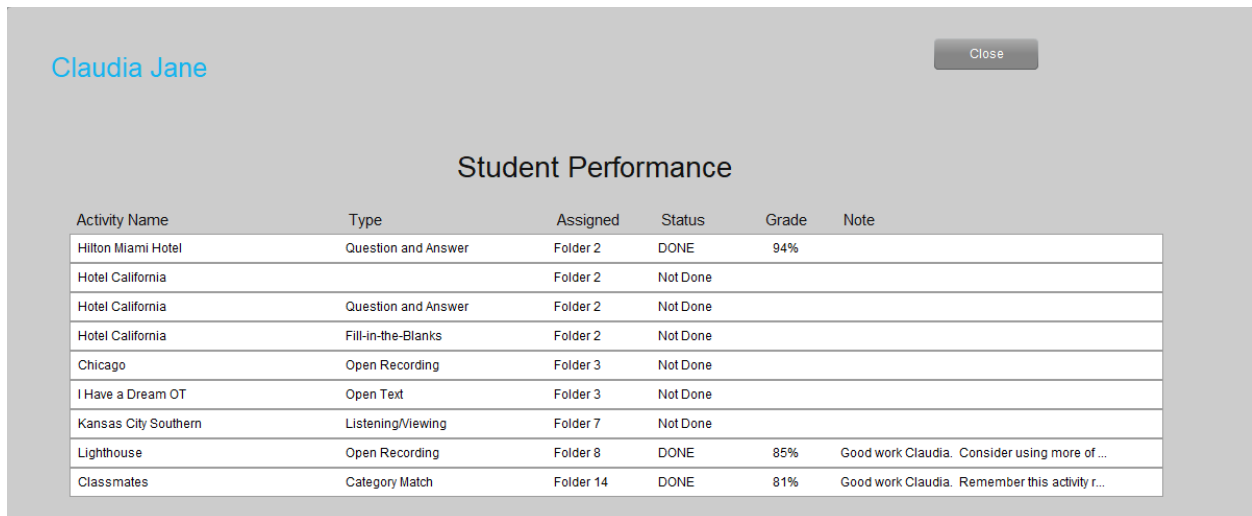 Close
Claudia Jane
Student Performance
Activity Name Type Assigned Status Grade Note
Hilton Miami Hotel Question and Answer Folder 2 DONE 94%
Hotel California Folder 2 Not Done
Hotel California Question and Answer Folder 2 Not Done
Hotel California Fill-in-the-Blanks Folder 2 Not Done
Chicago Open Recording Folder 3 Not Done
I Have a Dream OT Open Text Folder 3 Not Done
Kansas City Southern Listening/Viewing Folder 7 Not Done
Lighthouse Open Recording Folder 8 DONE 85% Good work Claudia.  Consider using more of ...
Classmates Category Match Folder 14 DONE 81% Good work Claudia.  Remember this activity r...